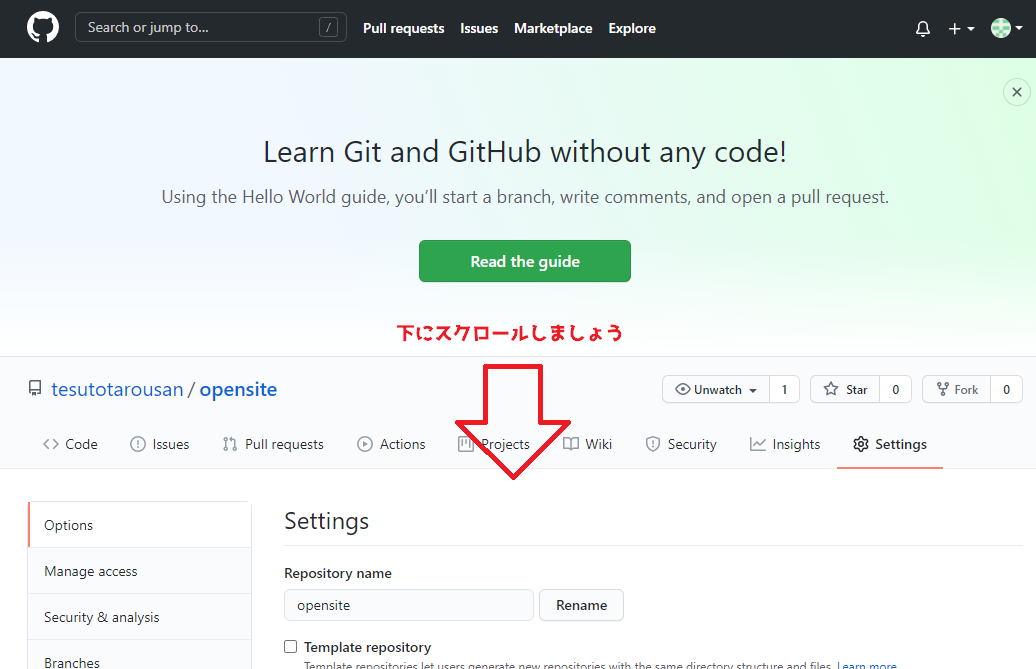 Search or jump to... /
Pull requests Issues Marketplace Explore
Learn Git and GitHub without any code!
Using the Hello World guide, you’ll start a branch, write comments, and open a pull request.
Read the guide
下にスクロールしましょう
tesutotarousan / opensite
Unwatch 1 Star 0 Fork 0
Code Issues Pull requests Actions Projects Wiki Security Insights Settings
Options
Manage access
Security & analysis
Branches
Settings
Repository name
opensite Rename
Template repository
Template repositories let users generate new repositories with the same directory structure and files. Learn more.